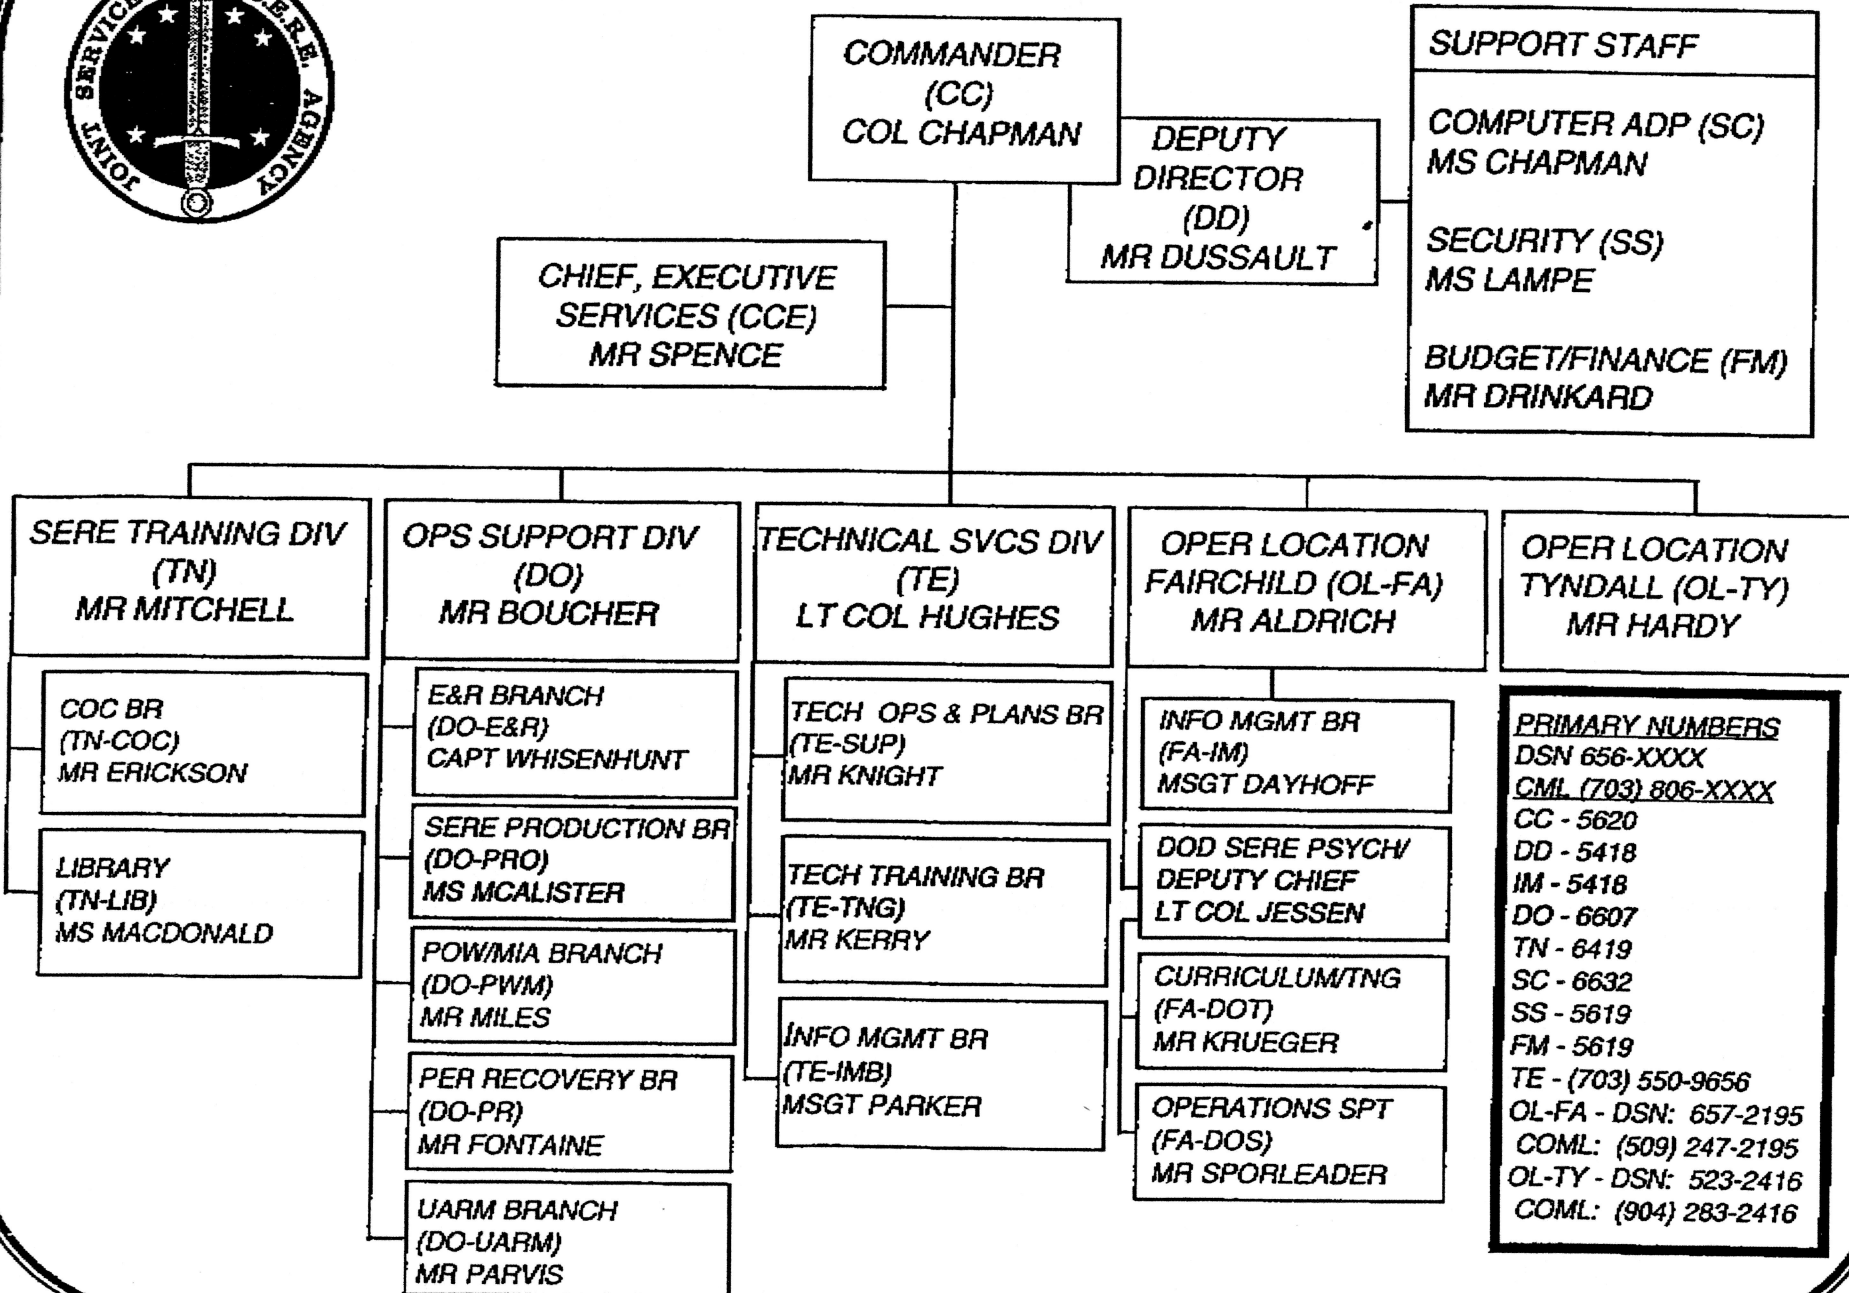 JOINT SERVICE
S.E.R.E. AGENCY
COMMANDER
(CC)
COL CHAPMAN
DEPUTY
DIRECTOR
(DD)
MR DUSSAULT
SUPPORT STAFF
COMPUTER ADP (SC)
MS CHAPMAN
SECURITY (SS)
MS LAMPE
BUDGET/FINANCE (FM)
MR DRINKARD
CHIEF, EXECUTIVE
SERVICES (CCE)
MR SPENCE
SERE TRAINING DIV
(TN)
MR MITCHELL
COC BR
(TN-COC)
MR ERICKSON
LIBRARY
(TN-LIB)
MS MACDONALD
OPS SUPPORT DIV
(DO)
MR BOUCHER
E&R BRANCH
(DO-E&R)
CAPT WHISENHUNT
SERE PRODUCTION BR
(DO-PRO)
MS MCALISTER
POW/MIA BRANCH
(DO-PWM)
MR MILES
PER RECOVERY BR
(DO-PR)
MR FONTAINE
UARM BRANCH
(DO-UARM)
MR PARVIS
TECHNICAL SVCS DIV
(TE)
LT COL HUGHES
TECH OPS & PLANS BR
(TE-SUP)
MR KNIGHT
TECH TRAINING BR
(TE-TNG)
MR KERRY
INFO MGMT BR
(TE-IMB)
MSGT PARKER
OPER LOCATION
FAIRCHILD (OL-FA)
MR ALDRICH
INFO MGMT BR
(FA-IM)
MSGT DAYHOFF
DOD SERE PSYCH/
DEPUTY CHIEF
LT COL JESSEN
CURRICULUM/TNG
(FA-DOT)
MR KRUEGER
OPERATIONS SPT
(FA-DOS)
MR SPORLEADER
OPER LOCATION
TYNDALL (OL-TY)
MR HARDY
PRIMARY NUMBERS
DSN 656-XXXX
CML (703) 806-XXXX
CC - 5620
DD - 5418
IM - 5418
DO - 6607
TN - 6419
SC - 6632
SS - 5619
FM - 5619
TE - (703) 550-9656
OL-FA - DSN: 657-2195
COML: (509) 247-2195
OL-TY - DSN: 523-2416
COML: (904) 283-2416